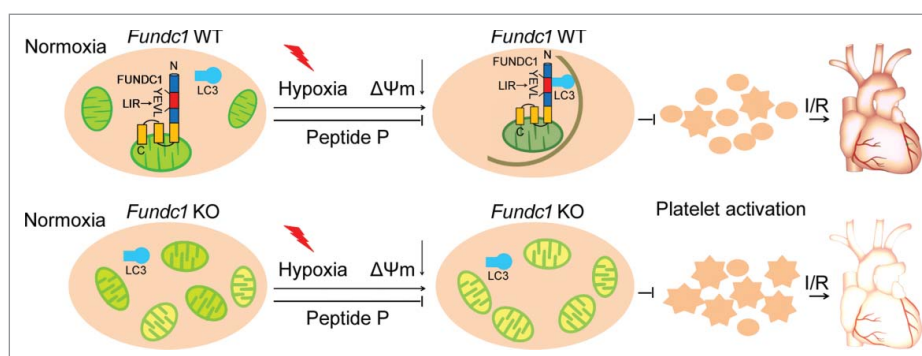 Normoxia
Fundc1 WT
N
FUNDC1
YEVL
LIR→
LC3
C
Hypoxia ΔΨm↓
Peptide P
Fundc1 WT
N
FUNDC1
YEVL
LIR→
LC3
C
I/R
Normoxia
Fundc1 KO
LC3
Hypoxia ΔΨm↓
Peptide P
Fundc1 KO
LC3
Platelet activation
I/R